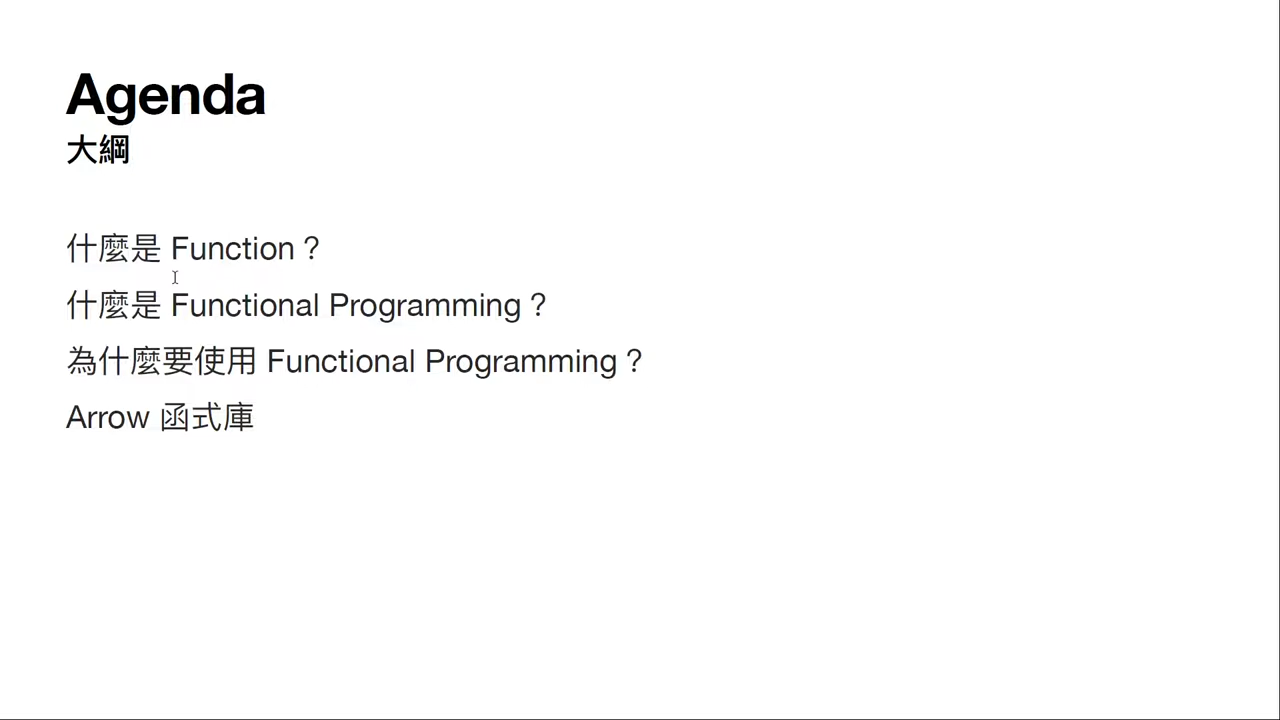 Agenda
大綱
什麼是 Function ?
什麼是 Functional Programming ?
為什麼要使用 Functional Programming ?
Arrow 函式庫